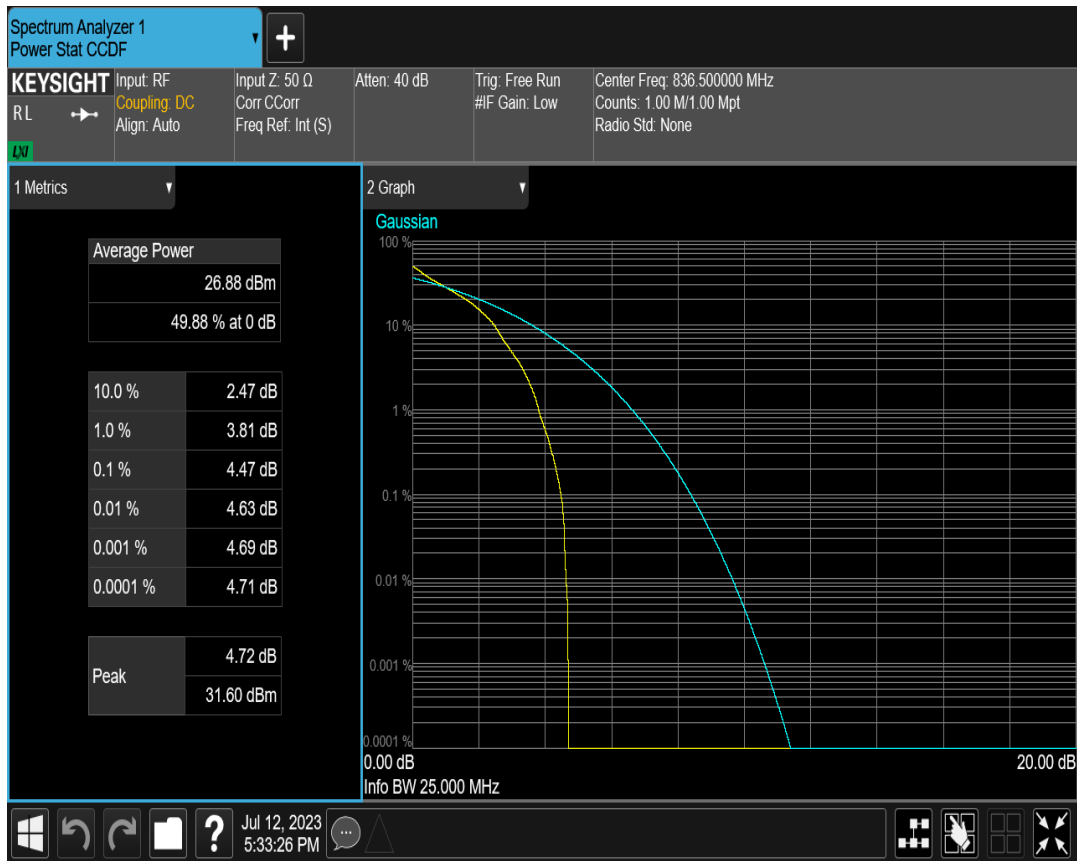 Spectrum Analyzer 1
Power Stat CCDF
+
KEYSIGHT
RL
LXI
Input: RF
Coupling: DC
Align: Auto
Input Z: 50 Ω
Corr CCorr
Freq Ref: Int (S)
Atten: 40 dB
Trig: Free Run
#IF Gain: Low
Center Freq: 836.500000 MHz
Counts: 1.00 M/1.00 Mpt
Radio Std: None
1 Metrics
Average Power
26.88 dBm
49.88 % at 0 dB
10.0 % 2.47 dB
1.0 % 3.81 dB
0.1 % 4.47 dB
0.01 % 4.63 dB
0.001 % 4.69 dB
0.0001 % 4.71 dB
Peak
4.72 dB
31.60 dBm
2 Graph
Gaussian
100 %
10 %
1 %
0.1 %
0.01 %
0.001 %
0.0001 %
0.00 dB 20.00 dB
Info BW 25.000 MHz
?
Jul 12, 2023
5:33:26 PM